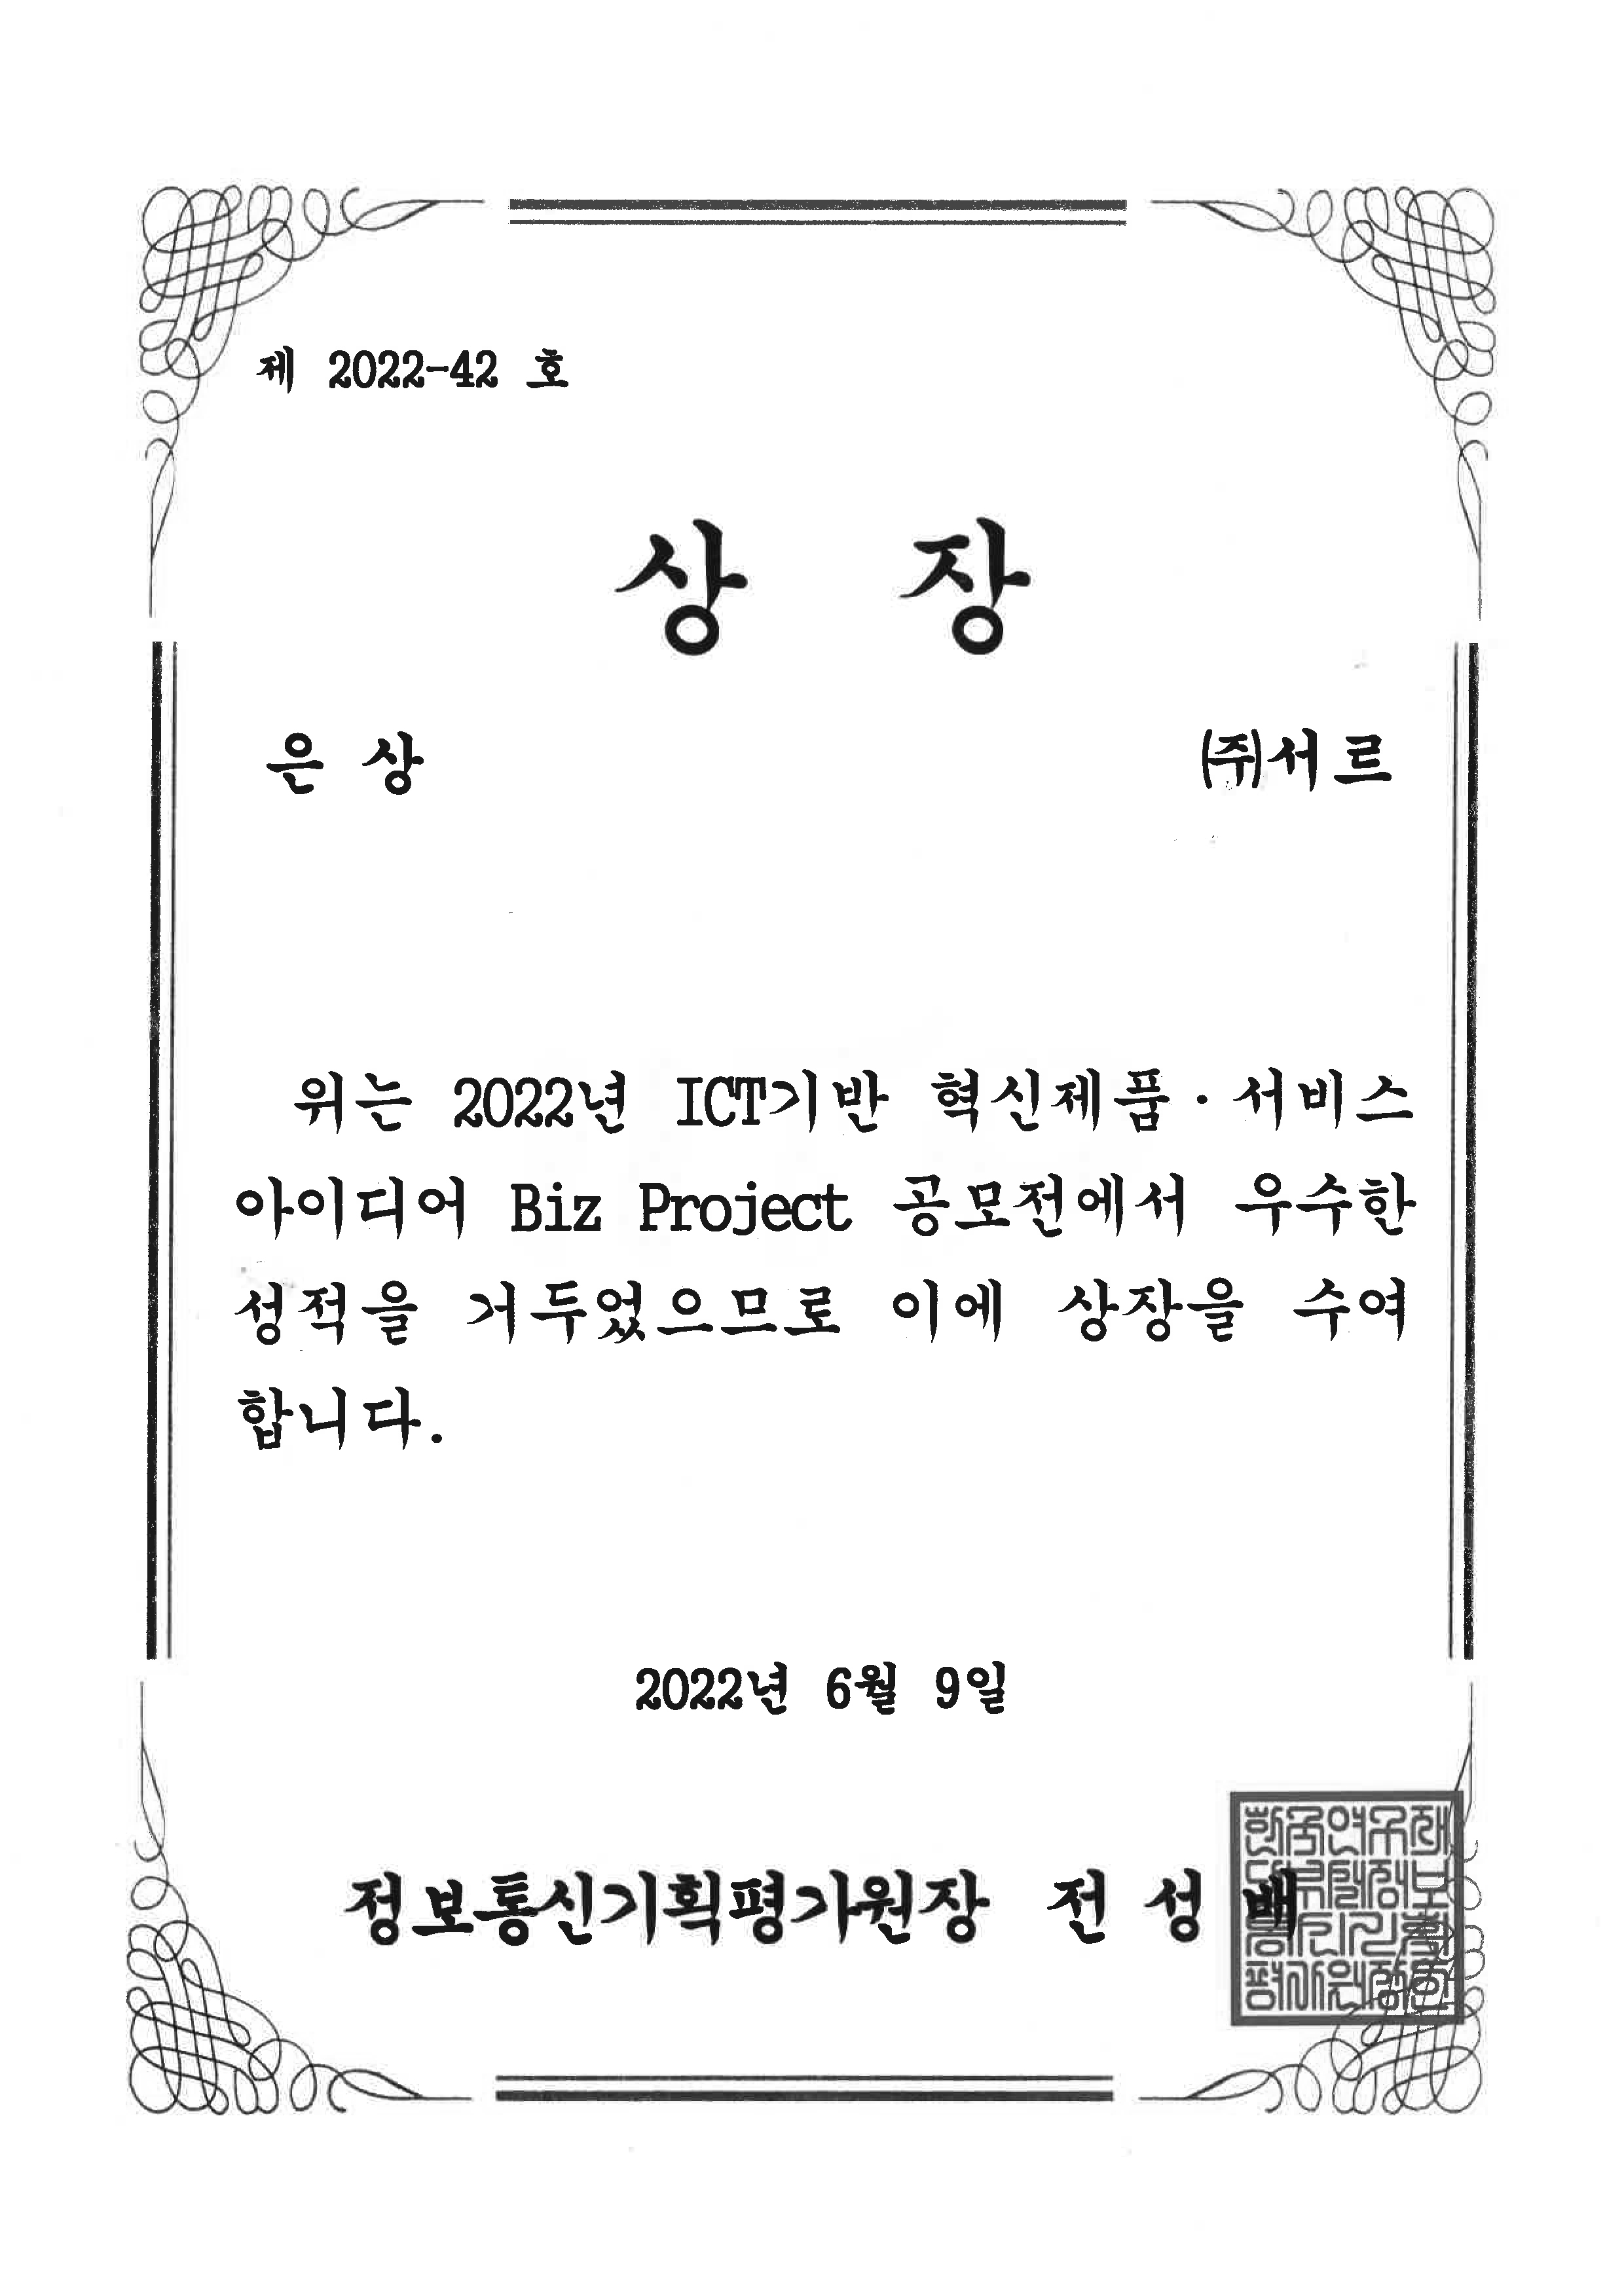 제 2022-42 호
상 장
은 상
㈜서르
위는 2022년 ICT기반 혁신제품·서비스
아이디어 Biz Project 공모전에서 우수한
성적을 거두었으므로 이에 상장을 수여
합니다.
2022년 6월 9일
정보통신기획평가원장 전 성 배